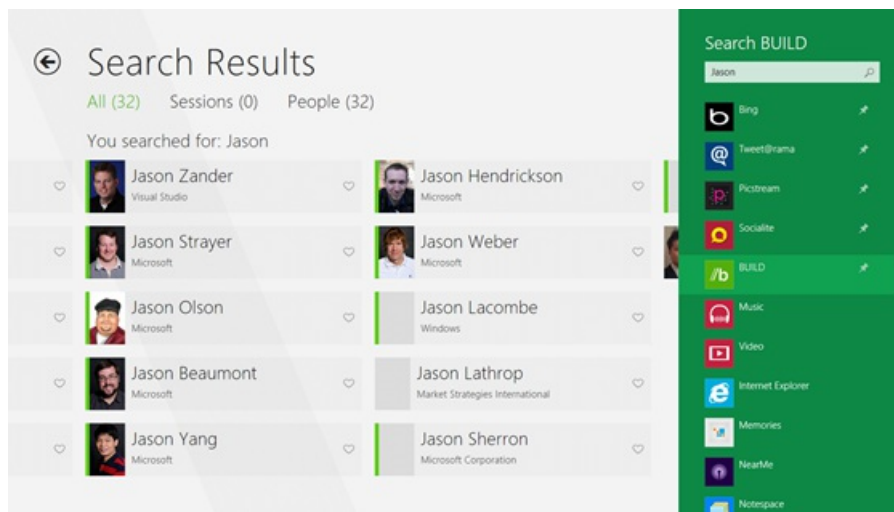 Search Results
All (32) Sessions (0) People (32)
You searched for: Jason
Jason Zander
Visual Studio
Jason Hendrickson
Microsoft
Jason Strayer
Microsoft
Jason Weber
Microsoft
Jason Olson
Microsoft
Jason Lacombe
Windows
Jason Beaumont
Microsoft
Jason Lathrop
Market Strategies International
Jason Yang
Microsoft
Jason Sherron
Microsoft Corporation
Search BUILD
Jason
Bing
Tweet@rama
Picstream
Socialite
//b BUILD
Music
Video
Internet Explorer
Memories
NearMe
Notespace